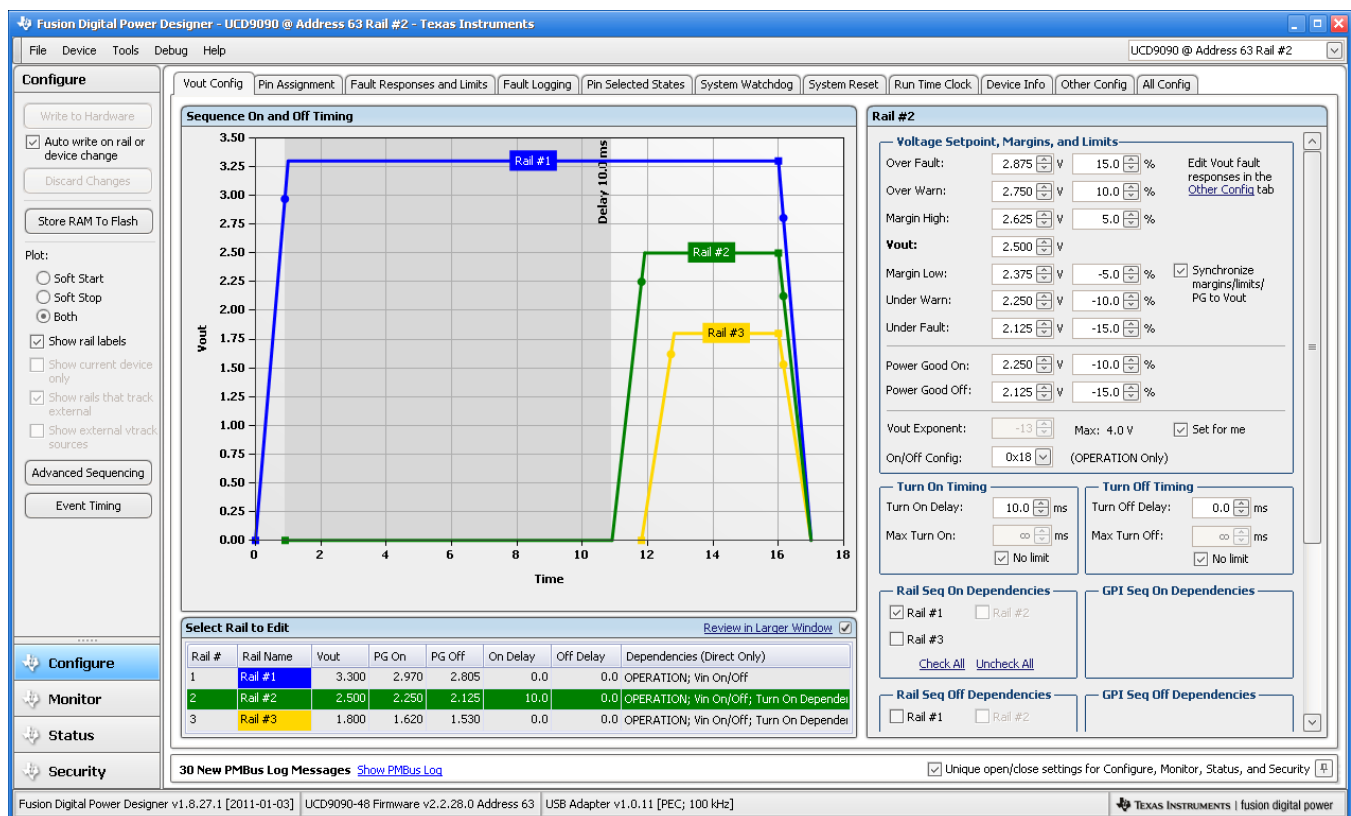 Fusion Digital Power Designer - UCD9090 @ Address 63 Rail #2 - Texas Instruments
File Device Tools Debug Help
UCD9090 @ Address 63 Rail #2
Configure
Write to Hardware
Auto write on rail or
device change
Discard Changes
Store RAM To Flash
Plot:
Soft Start
Soft Stop
Both
Show rail labels
Show current device
only
Show rails that track
external
Show external vtrack
sources
Advanced Sequencing
Event Timing
Configure
Monitor
Status
Security
Vout Config Pin Assignment Fault Responses and Limits Fault Logging Pin Selected States System Watchdog System Reset Run Time Clock Device Info Other Config All Config
Sequence On and Off Timing
3.50
3.25
3.00
2.75
2.50
2.25
2.00
1.75
1.50
1.25
1.00
0.75
0.50
0.25
0.00
Vout
0 2 4 6 8 10 12 14 16 18
Time
Rail #1
Delay 10.0 ms
Rail #2
Rail #3
Select Rail to Edit
Review in Larger Window
Rail # Rail Name Vout PG On PG Off On Delay Off Delay Dependencies (Direct Only)
1 Rail #1 3.300 2.970 2.805 0.0 0.0 OPERATION; Vin On/Off
2 Rail #2 2.500 2.250 2.125 10.0 0.0 OPERATION; Vin On/Off; Turn On Depender
3 Rail #3 1.800 1.620 1.530 0.0 0.0 OPERATION; Vin On/Off; Turn On Depender
Rail #2
Voltage Setpoint, Margins, and Limits
Over Fault: 2.875 V 15.0 %
Over Warn: 2.750 V 10.0 %
Margin High: 2.625 V 5.0 %
Edit Vout fault
responses in the
Other Config tab
Vout: 2.500 V
Margin Low: 2.375 V -5.0 %
Under Warn: 2.250 V -10.0 %
Under Fault: 2.125 V -15.0 %
Synchronize
margins/limits/
PG to Vout
Power Good On: 2.250 V -10.0 %
Power Good Off: 2.125 V -15.0 %
Vout Exponent: -13 Max: 4.0 V Set for me
On/Off Config: 0x18 (OPERATION Only)
Turn On Timing
Turn On Delay: 10.0 ms
Max Turn On: ∞ ms
No limit
Turn Off Timing
Turn Off Delay: 0.0 ms
Max Turn Off: ∞ ms
No limit
Rail Seq On Dependencies
Rail #1 Rail #2
Rail #3
Check All Uncheck All
GPI Seq On Dependencies
Rail Seq Off Dependencies
Rail #1 Rail #2
GPI Seq Off Dependencies
30 New PMBus Log Messages Show PMBus Log
Unique open/close settings for Configure, Monitor, Status, and Security
Fusion Digital Power Designer v1.8.27.1 [2011-01-03] UCD9090-48 Firmware v2.2.28.0 Address 63 USB Adapter v1.0.11 [PEC; 100 kHz] TEXAS INSTRUMENTS | fusion digital power